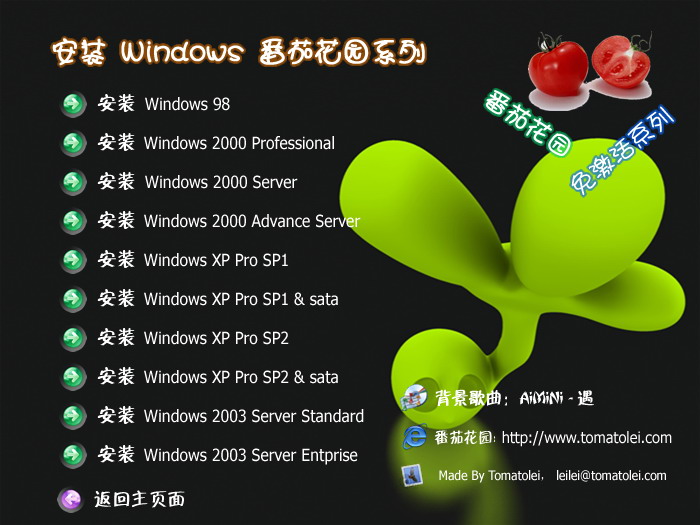 安装 Windows 番茄花园系列
番茄花园
免激活系列
安装 Windows 98
安装 Windows 2000 Professional
安装 Windows 2000 Server
安装 Windows 2000 Advance Server
安装 Windows XP Pro SP1
安装 Windows XP Pro SP1 & sata
安装 Windows XP Pro SP2
安装 Windows XP Pro SP2 & sata
安装 Windows 2003 Server Standard
安装 Windows 2003 Server Entprise
返回主页面
背景歌曲：AiMiNi - 遇
番茄花园: http://www.tomatolei.com
Made By Tomatolei， leilei@tomatolei.com